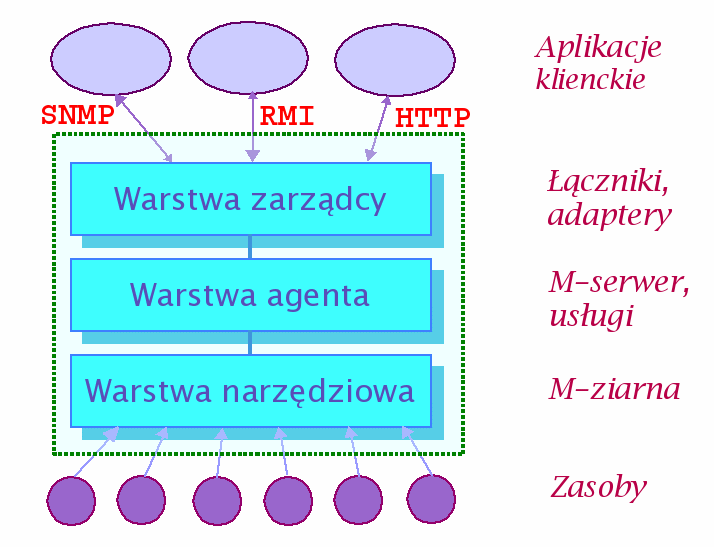 Aplikacje
klienckie
SNMP
RMI
HTTP
Warstwa zarządcy
Łączniki,
adaptery
Warstwa agenta
M-serwer,
usługi
Warstwa narzędziowa
M-ziarna
Zasoby